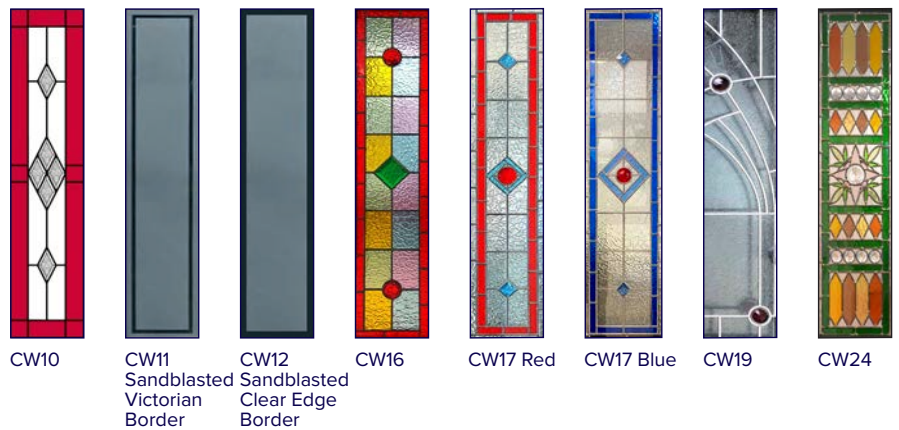 CW10
CW11
Sandblasted
Victorian
Border
CW12
Sandblasted
Clear Edge
Border
CW16
CW17 Red
CW17 Blue
CW19
CW24